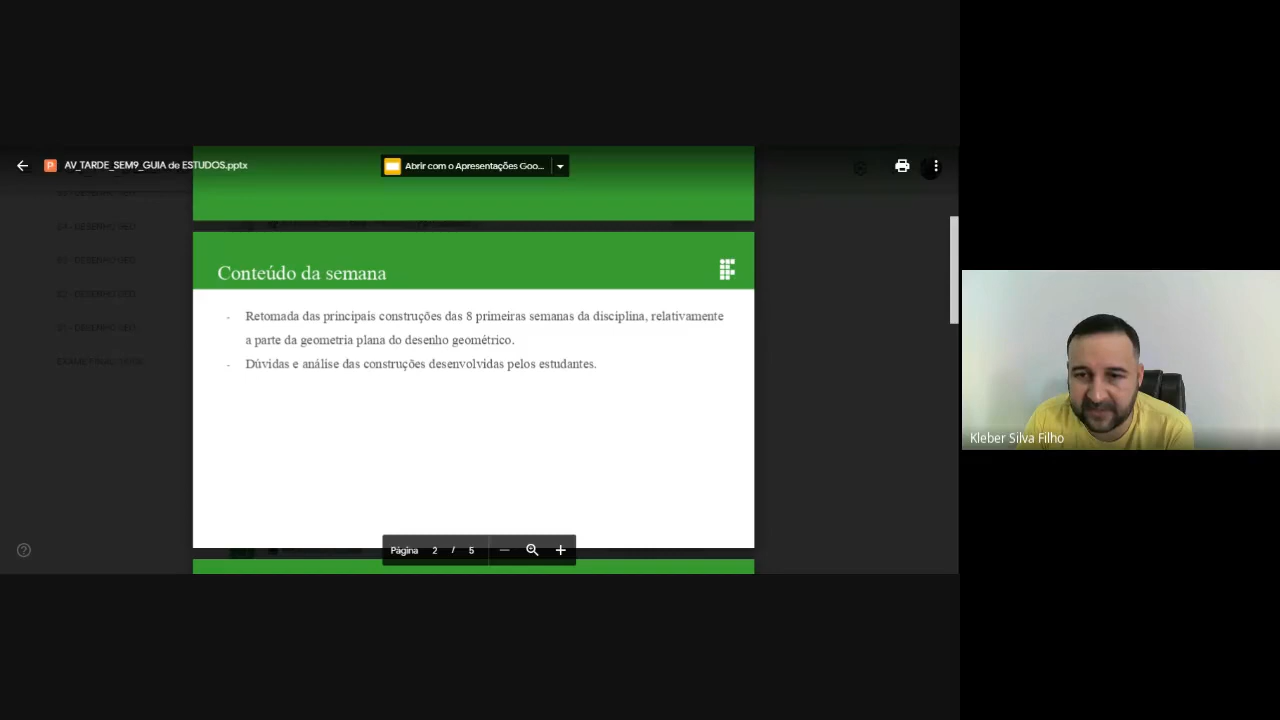 AV_TARDE_SEM9_GUIA de ESTUDOS.pptx
Abrir com o Apresentações Goo...
Conteúdo da semana
- Retomada das principais construções das 8 primeiras semanas da disciplina, relativamente
a parte da geometria plana do desenho geométrico.
- Dúvidas e análise das construções desenvolvidas pelos estudantes.
Kleber Silva Filho
Página 2 / 5